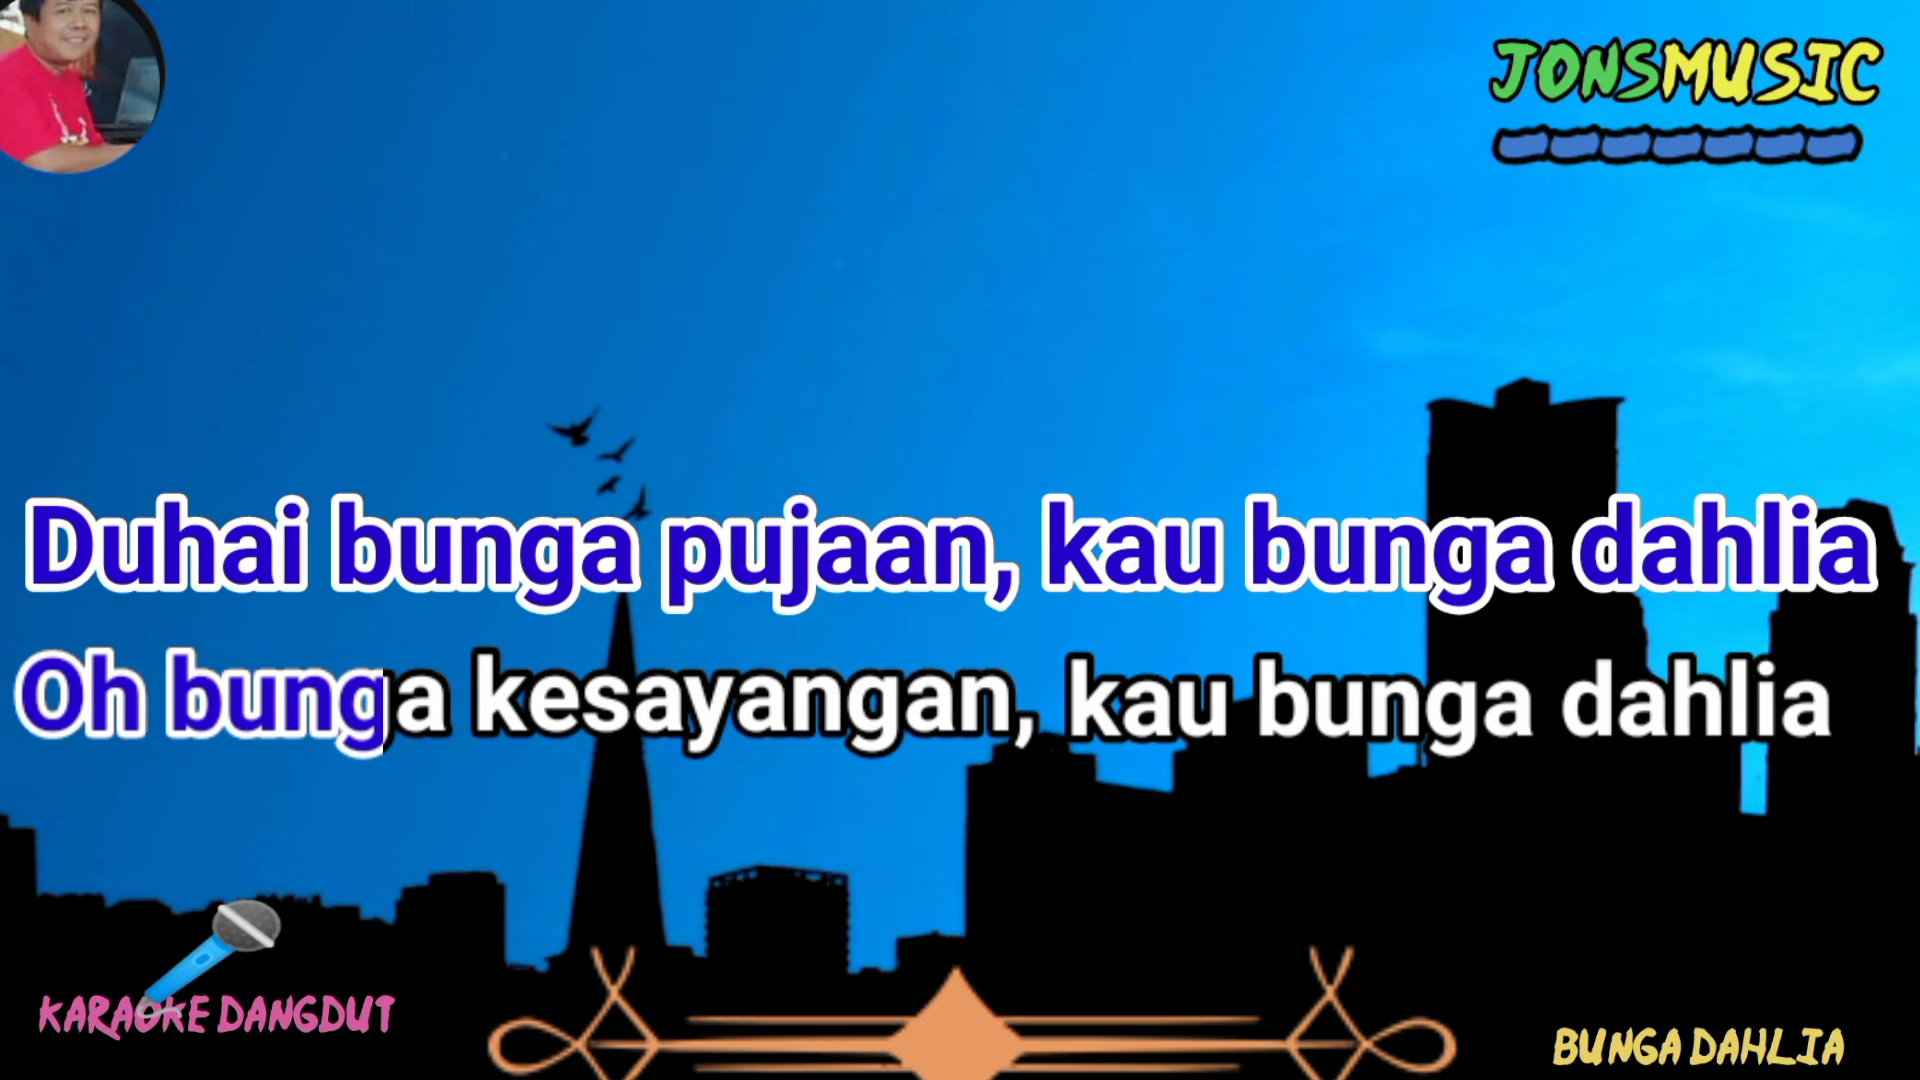 JONSMUSIC
Duhai bunga pujaan, kau bunga dahlia
Oh bunga kesayangan, kau bunga dahlia
KARAOKE DANGDUT
BUNGA DAHLIA